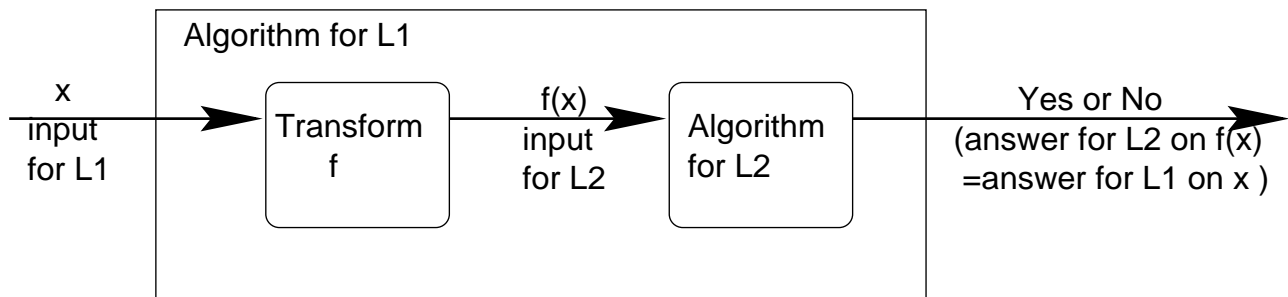 Algorithm for L1
x
input
for L1
Transform
f
f(x)
input
for L2
Algorithm
for L2
Yes or No
(answer for L2 on f(x)
=answer for L1 on x )